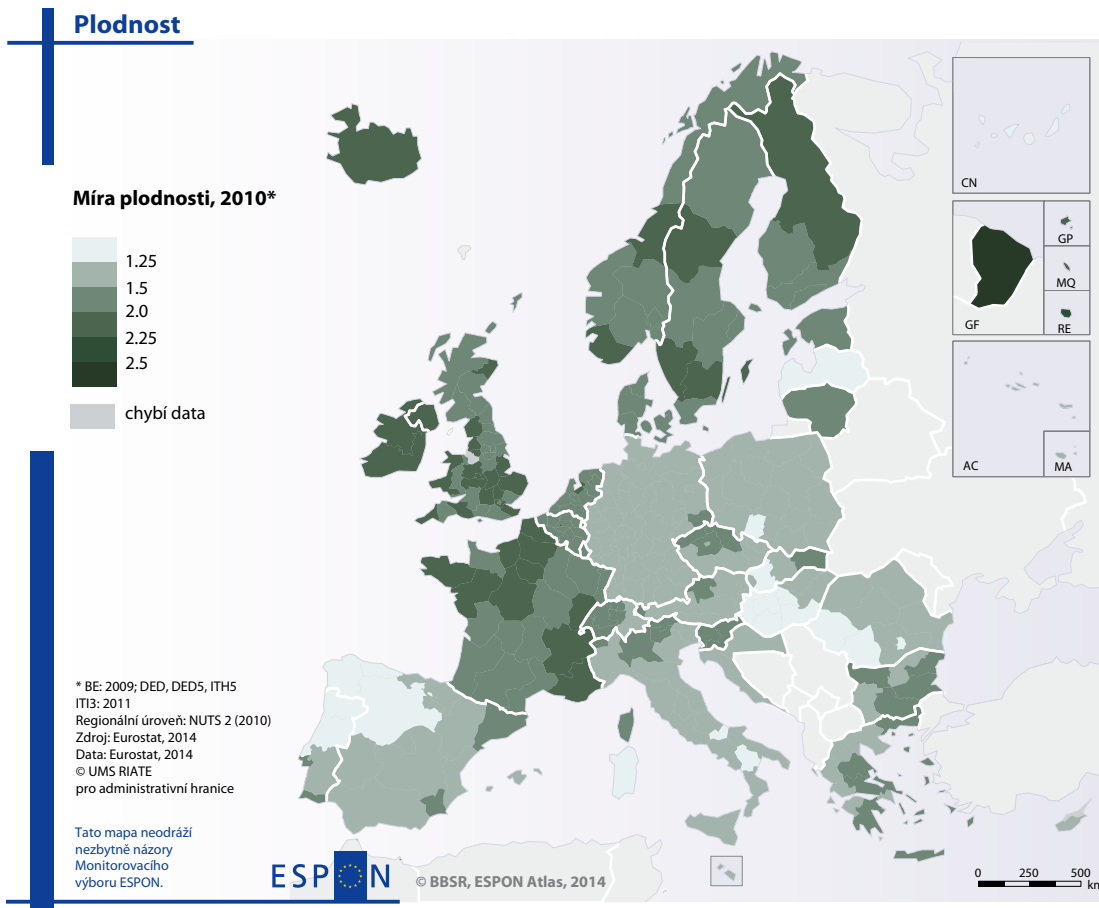 Plodnost
Míra plodnosti, 2010*
1.25
1.5
2.0
2.25
2.5
chybí data
CN
GF
GP
MQ
RE
AC
MA
* BE: 2009; DED, DED5, ITH5
ITI3: 2011
Regionální úroveň: NUTS 2 (2010)
Zdroj: Eurostat, 2014
Data: Eurostat, 2014
© UMS RIATE
pro administrativní hranice
Tato mapa neodráží
nezbytně názory
Monitorovacího
výboru ESPON.
ESPON
© BBSR, ESPON Atlas, 2014
0 250 500
km